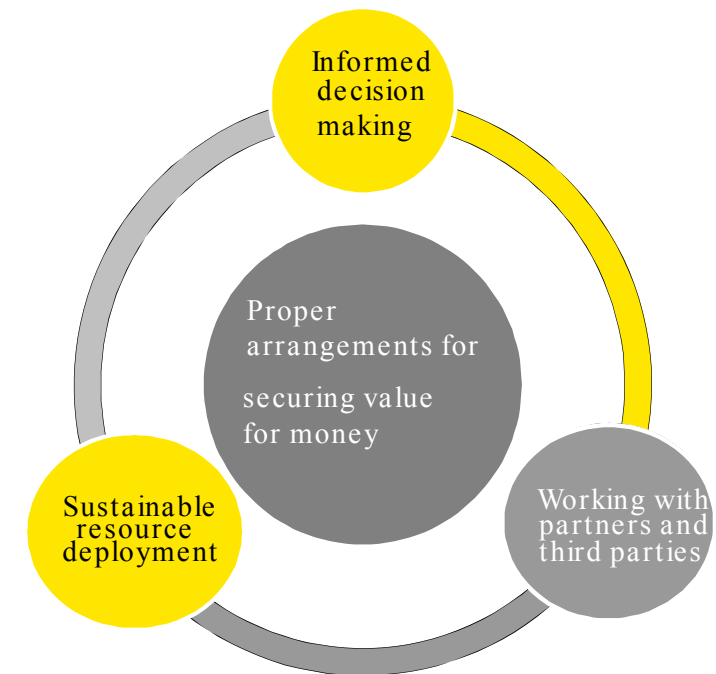 Informed
decision
making
Proper
arrangements for
securing value
for money
Sustainable
resource
deployment
Working with
partners and
third parties